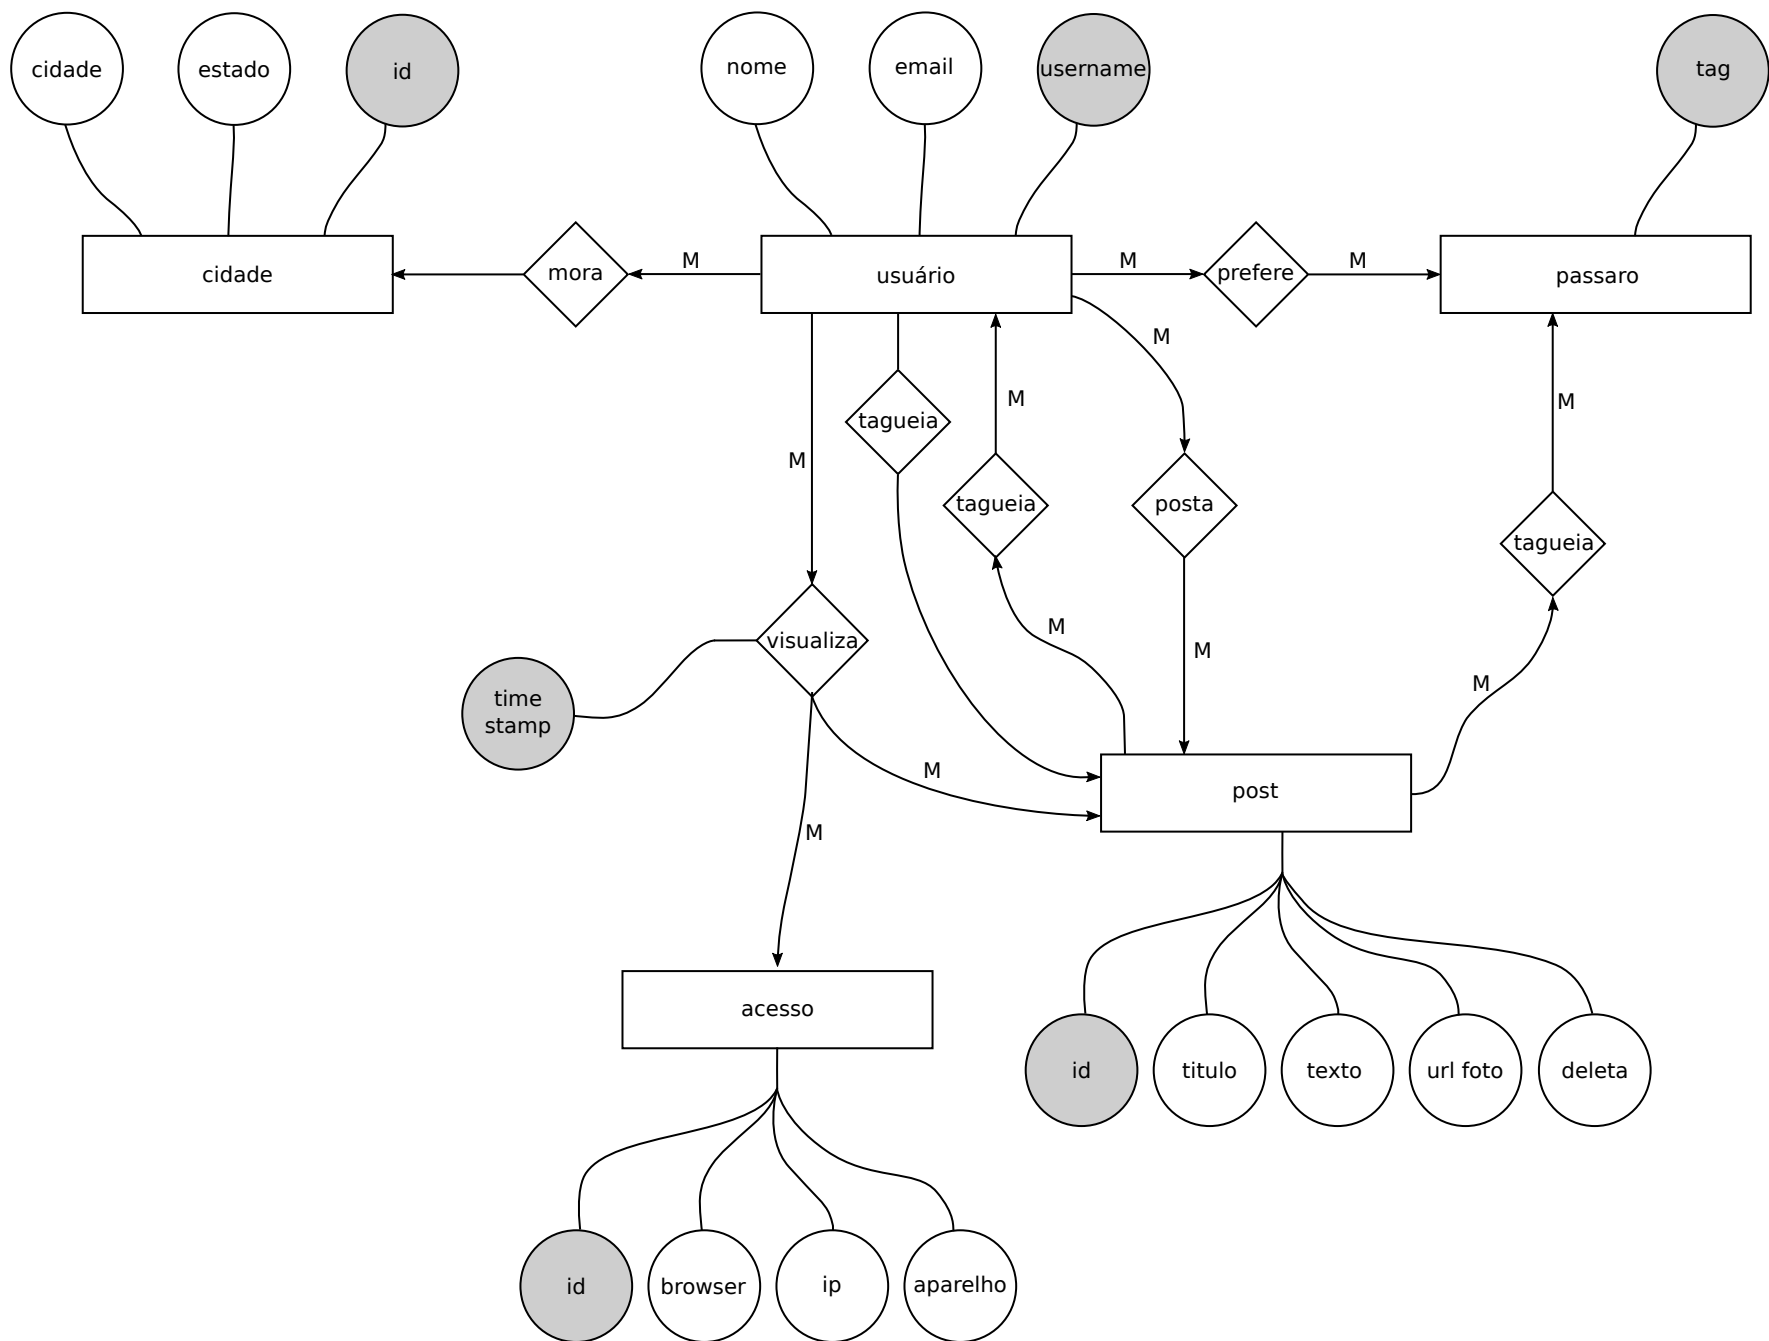 cidade
estado
id
nome
email
username
tag
cidade
mora
M
usuário
M
prefere
M
passaro
M
tagueia
M
M
M
tagueia
posta
tagueia
M
visualiza
M
M
M
time
stamp
M
post
M
acesso
id
titulo
texto
url foto
deleta
id
browser
ip
aparelho